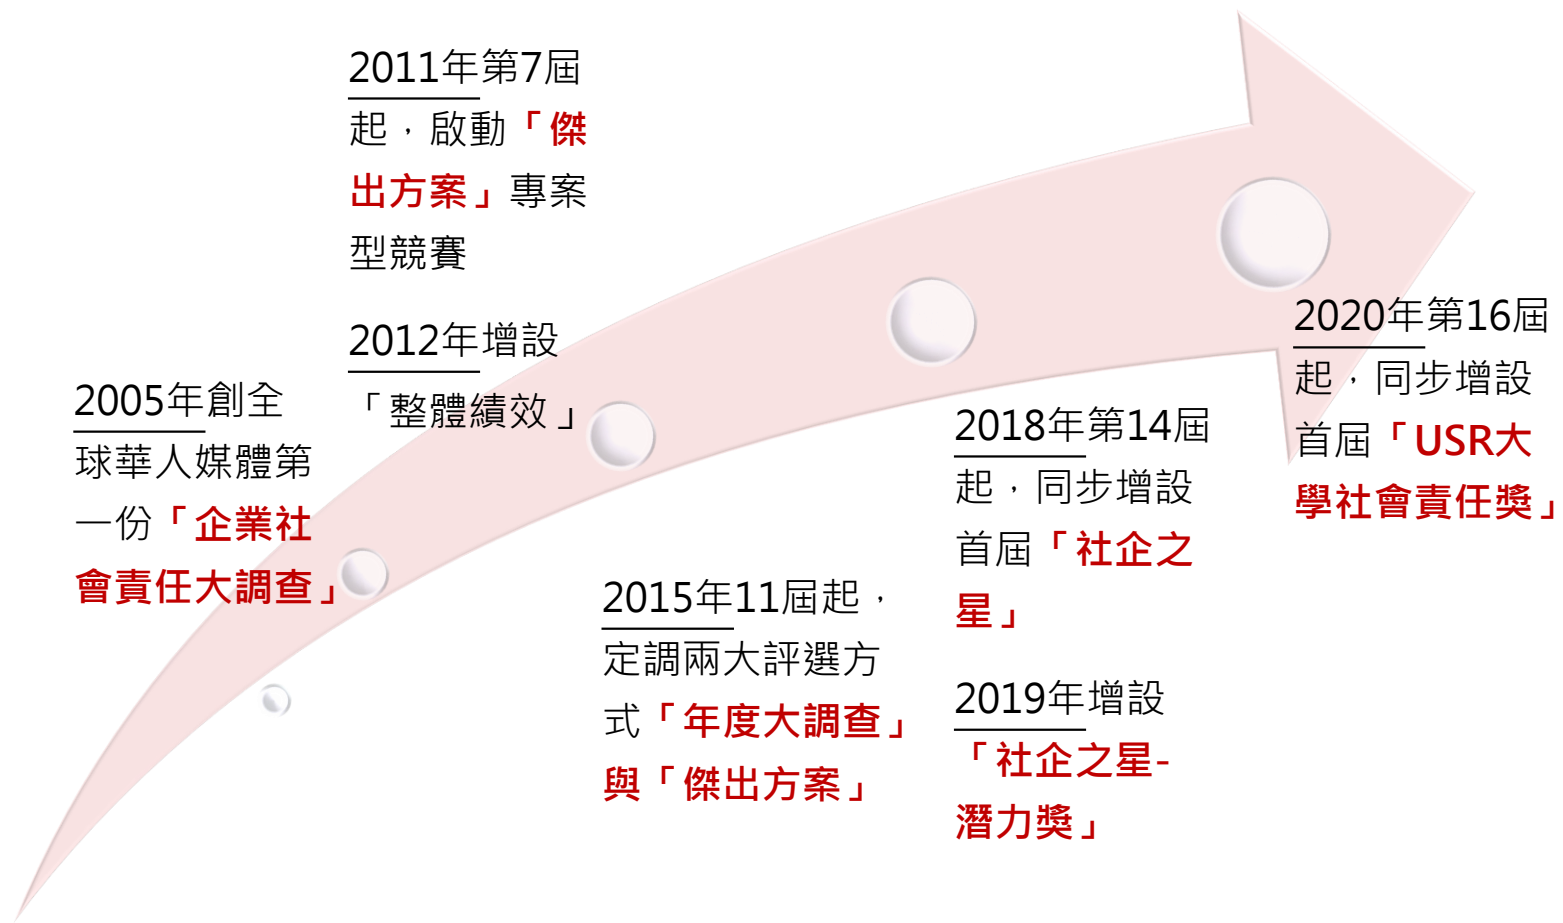 2005年創全
球華人媒體第
一份「企業社
會責任大調查」
2011年第7屆
起，啟動「傑
出方案」專案
型競賽
2012年增設
「整體績效」
2015年11屆起，
定調兩大評選方
式「年度大調查」
與「傑出方案」
2018年第14屆
起，同步增設
首屆「社企之
星」
2019年增設
「社企之星-
潛力獎」
2020年第16屆
起，同步增設
首屆「USR大
學社會責任獎」